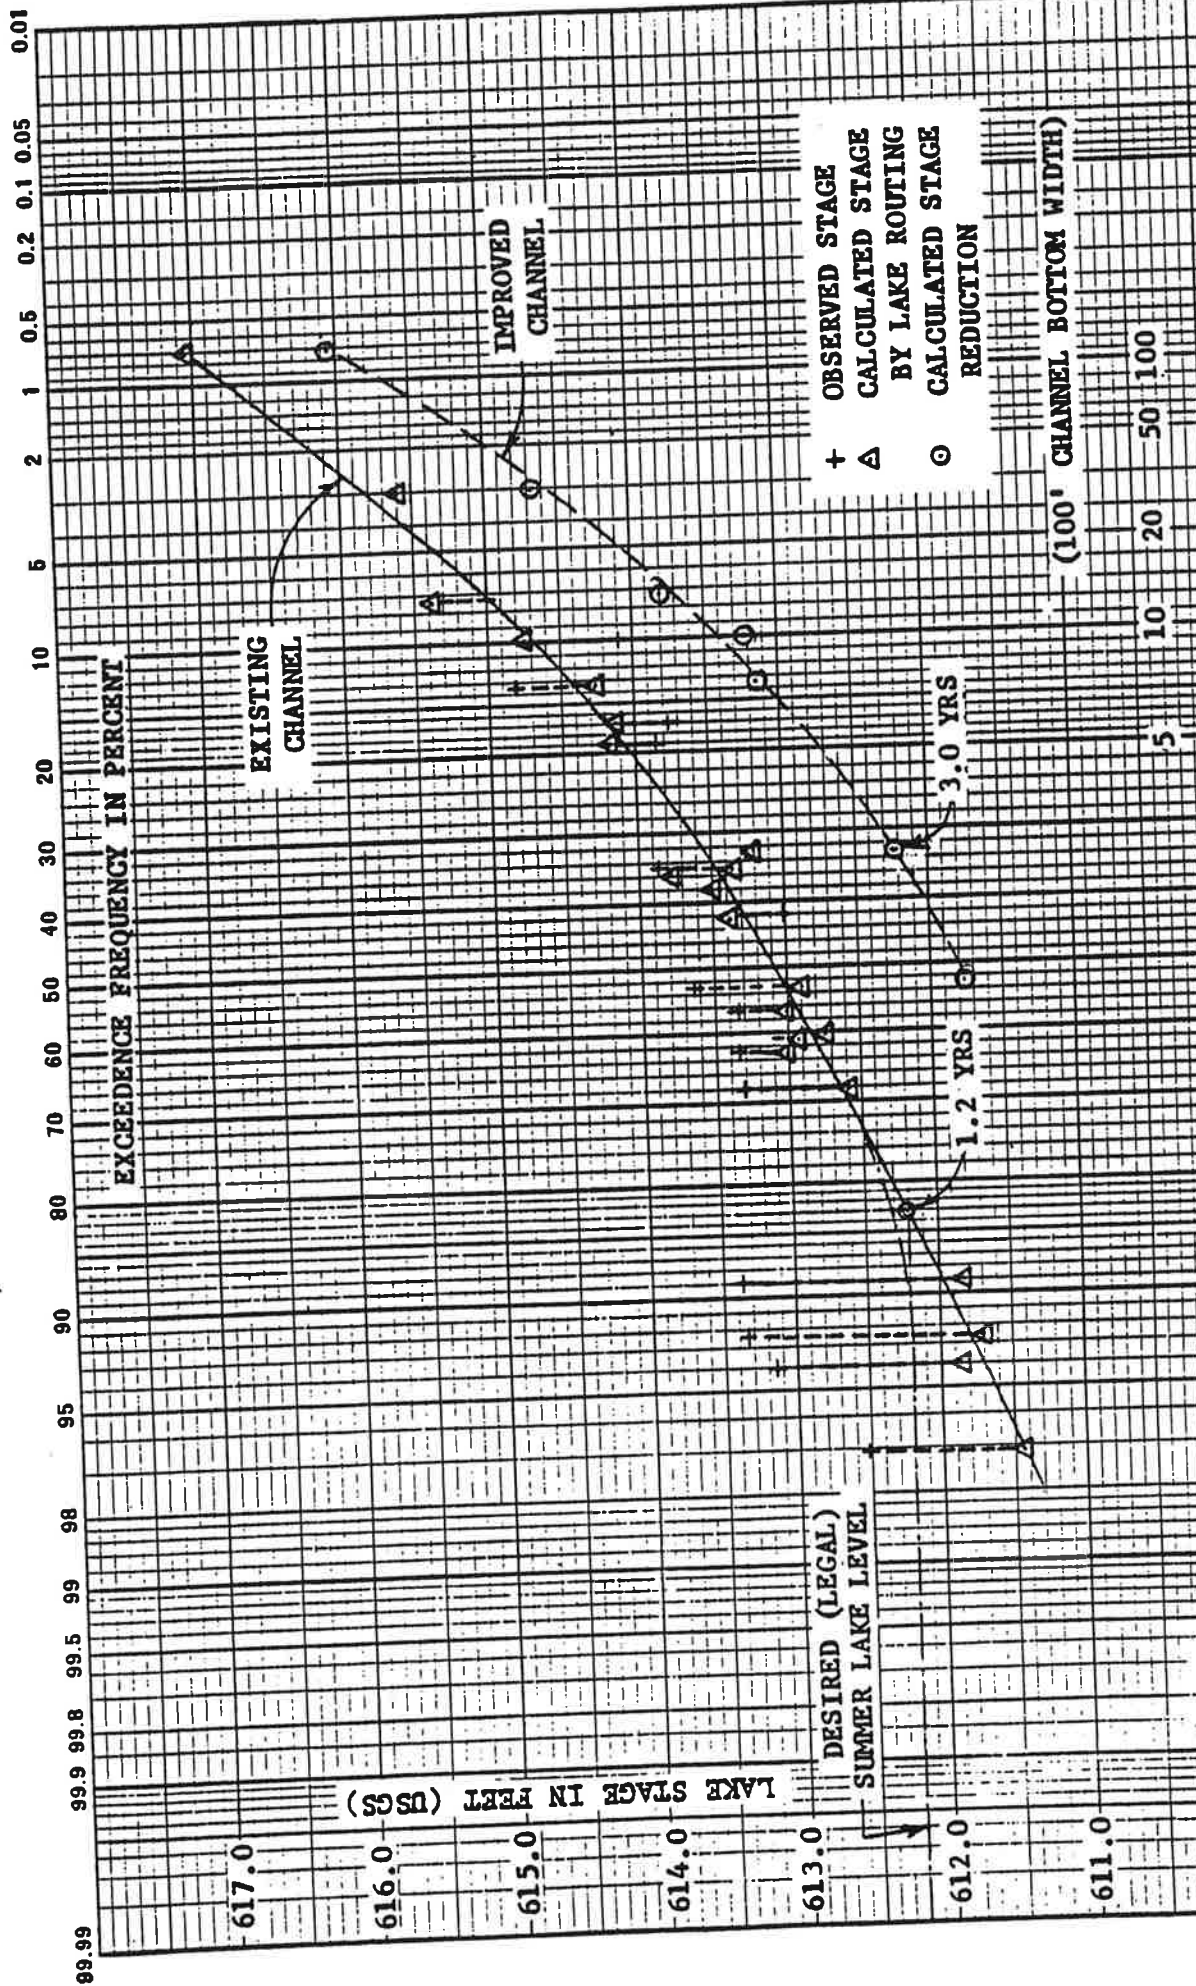 EXCEDENCE FREQUENCY IN PERCENT
99.99
99.9
99.8
99.5
99
98
95
90
80
70
60
50
40
30
20
10
5
2
1
0.5
0.2
0.1
0.05
0.01
617.0
616.0
615.0
614.0
613.0
612.0
611.0
LAKE STAGE IN FEET (USGS)
EXISTING
CHANNEL
IMPROVED
CHANNEL
DESIRED (LEGAL)
SUMMER LAKE LEVEL
1.2 YRS
3.0 YRS
+ OBSERVED STAGE
△ CALCULATED STAGE
BY LAKE ROUTING
⊙ CALCULATED STAGE
REDUCTION
(100' CHANNEL BOTTOM WIDTH)
5
10
20
50
100